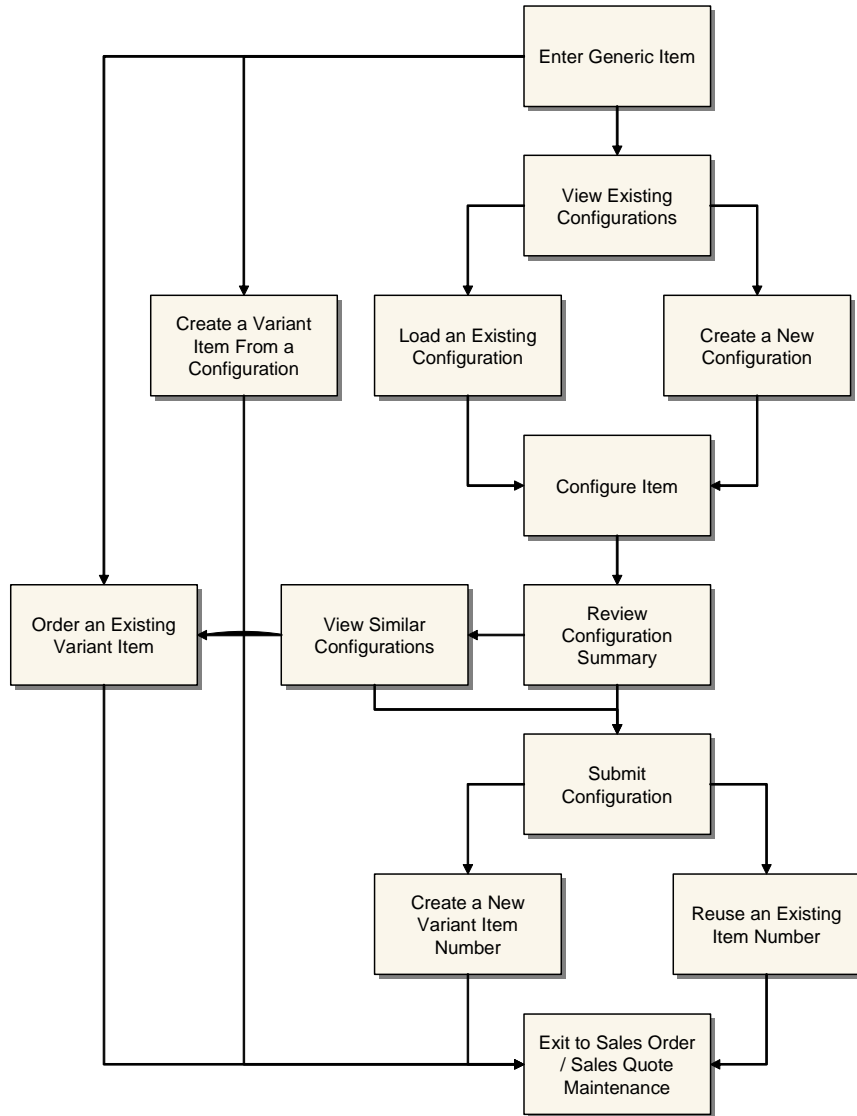 Enter Generic Item
View Existing
Configurations
Create a Variant
Item From a
Configuration
Load an Existing
Configuration
Create a New
Configuration
Configure Item
Order an Existing
Variant Item
View Similar
Configurations
Review
Configuration
Summary
Submit
Configuration
Create a New
Variant Item
Number
Reuse an Existing
Item Number
Exit to Sales Order
/ Sales Quote
Maintenance